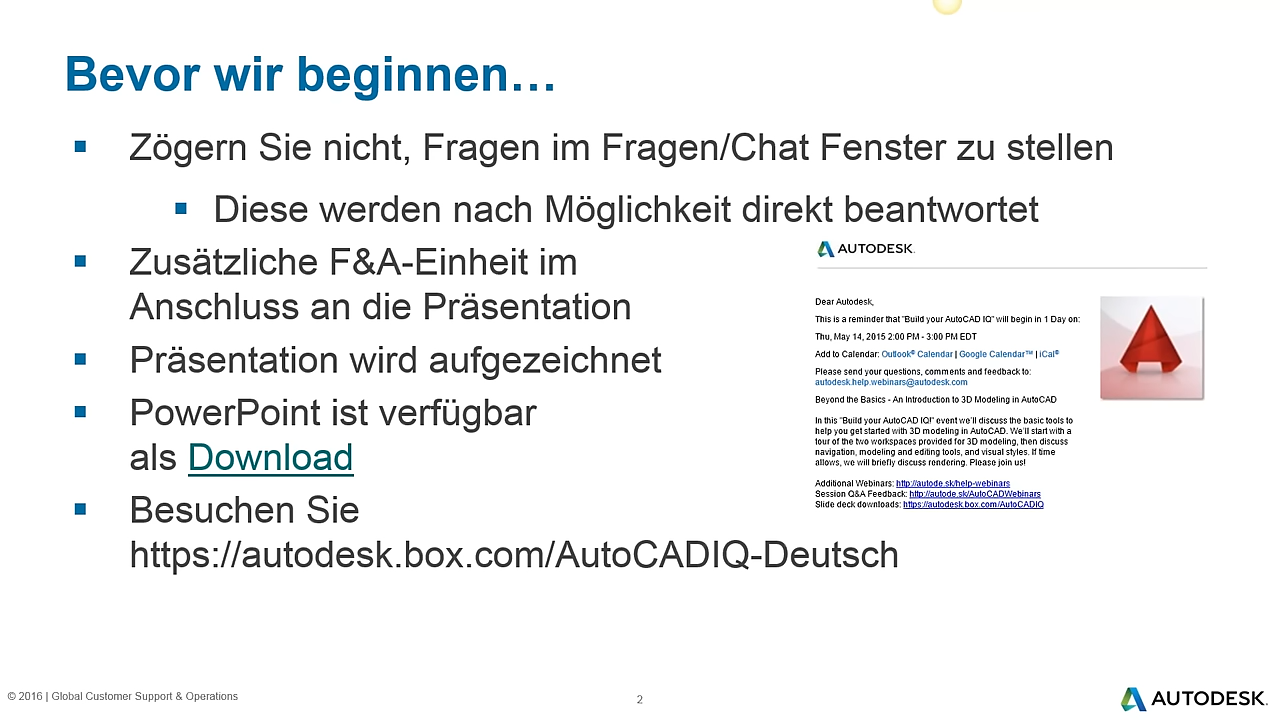 Bevor wir beginnen…
Zögern Sie nicht, Fragen im Fragen/Chat Fenster zu stellen
Diese werden nach Möglichkeit direkt beantwortet
Zusätzliche F&A-Einheit im
Anschluss an die Präsentation
Präsentation wird aufgezeichnet
PowerPoint ist verfügbar
als Download
Besuchen Sie
https://autodesk.box.com/AutoCADIQ-Deutsch
AUTODESK.
Dear Autodesk,
This is a reminder that "Build your AutoCAD IQ" will begin in 1 Day on:
Thu, May 14, 2015 2:00 PM - 3:00 PM EDT
Add to Calendar: Outlook® Calendar | Google Calendar™ | iCal®
Please send your questions, comments and feedback to:
autodesk.help.webinars@autodesk.com
Beyond the Basics - An Introduction to 3D Modeling in AutoCAD
In this "Build your AutoCAD IQ!" event we'll discuss the basic tools to
help you get started with 3D modeling in AutoCAD. We'll start with a
tour of the two workspaces provided for 3D modeling, then discuss
navigation, modeling and editing tools, and visual styles. If time
allows, we will briefly discuss rendering. Please join us!
Additional Webinars: http://autode.sk/help-webinars
Session Q&A Feedback: http://autode.sk/AutoCADWebinars
Slide deck downloads: https://autodesk.box.com/AutoCADIQ
© 2016 | Global Customer Support & Operations
2
AUTODESK.